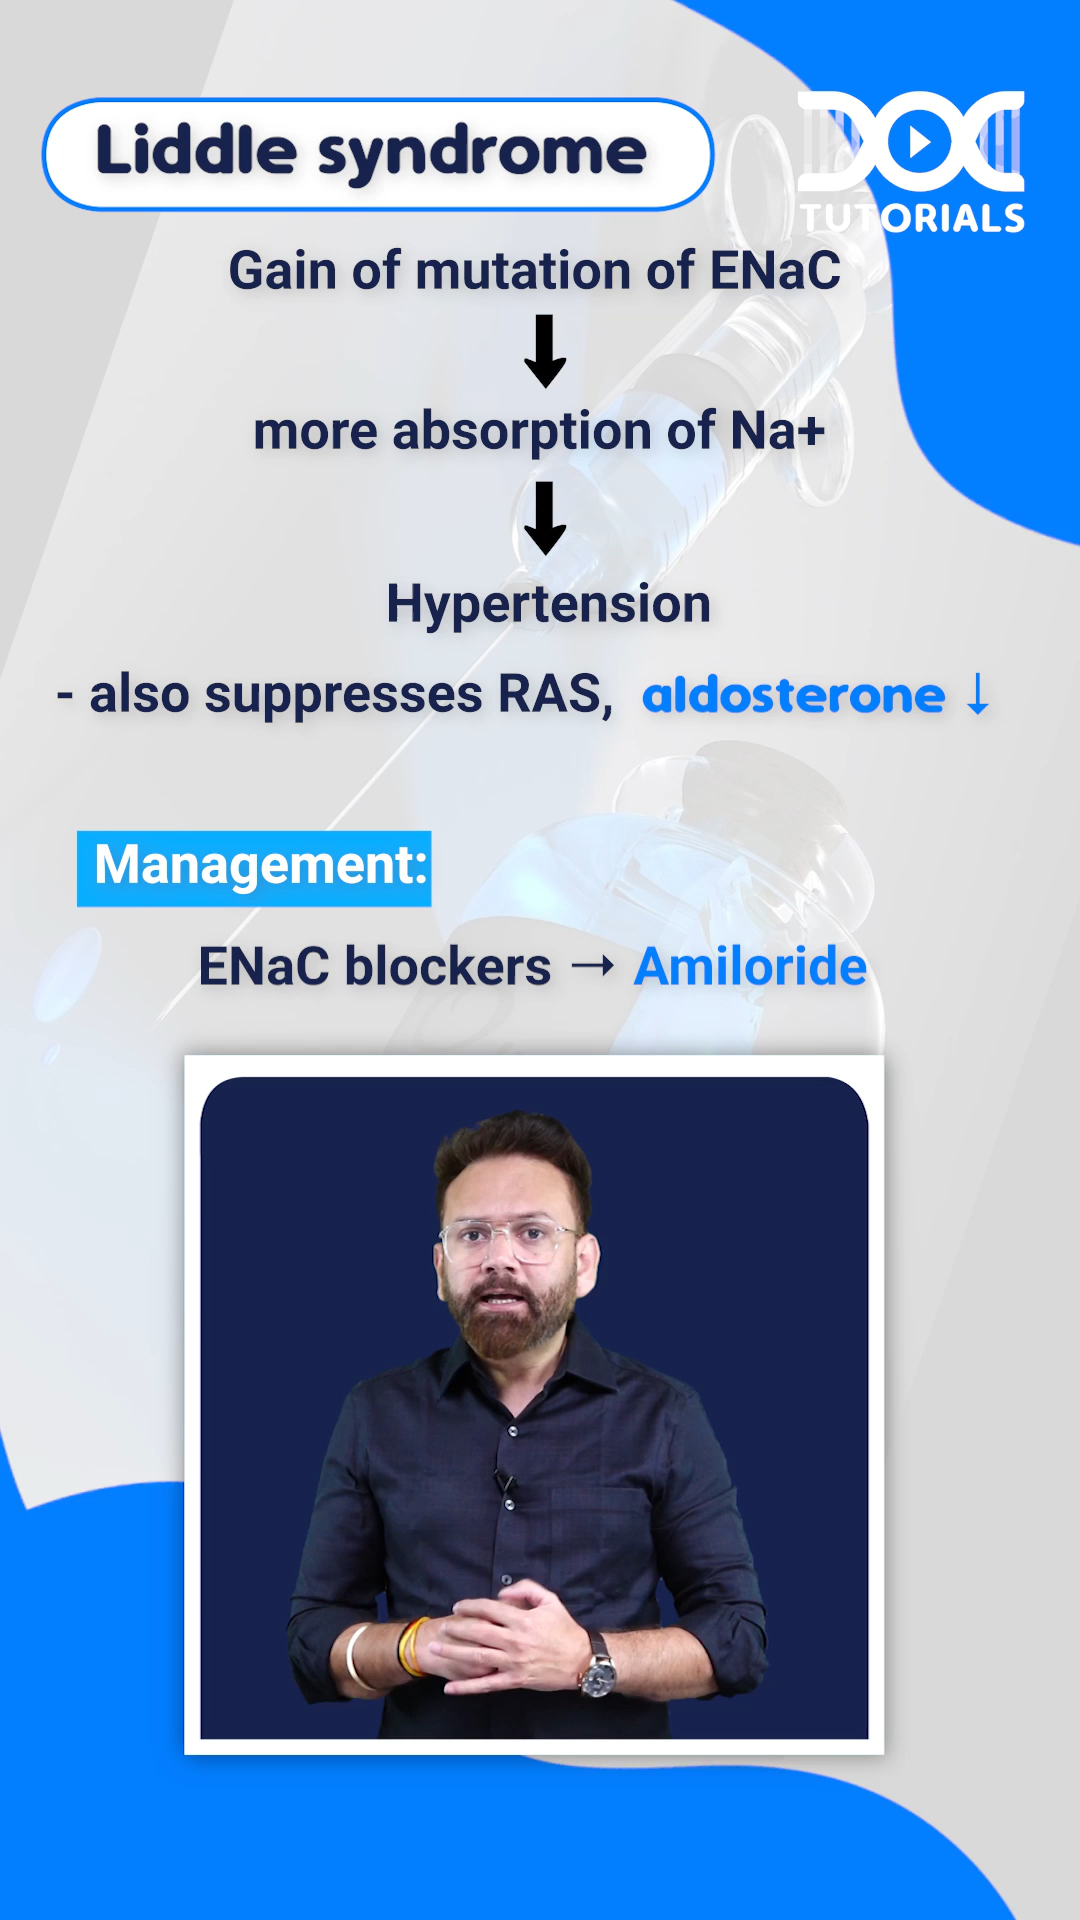 Liddle syndrome
DOC
TUTORIALS
Gain of mutation of ENaC
more absorption of Na+
Hypertension
- also suppresses RAS, aldosterone ↓
Management:
ENaC blockers → Amiloride